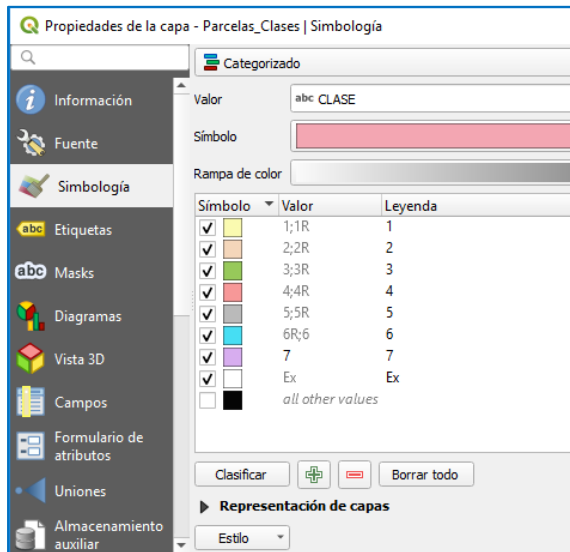 Propiedades de la capa - Parcelas_Clases | Simbología
Información
Fuente
Simbología
abc Etiquetas
abc Masks
Diagramas
Vista 3D
Campos
Formulario de
atributos
Uniones
Almacenamiento
auxiliar
Categorizado
Valor abc CLASE
Símbolo
Rampa de color
Símbolo Valor Leyenda
1;1R 1
2;2R 2
3;3R 3
4;4R 4
5;5R 5
6R;6 6
7 7
Ex Ex
all other values
Clasificar Borrar todo
Representación de capas
Estilo